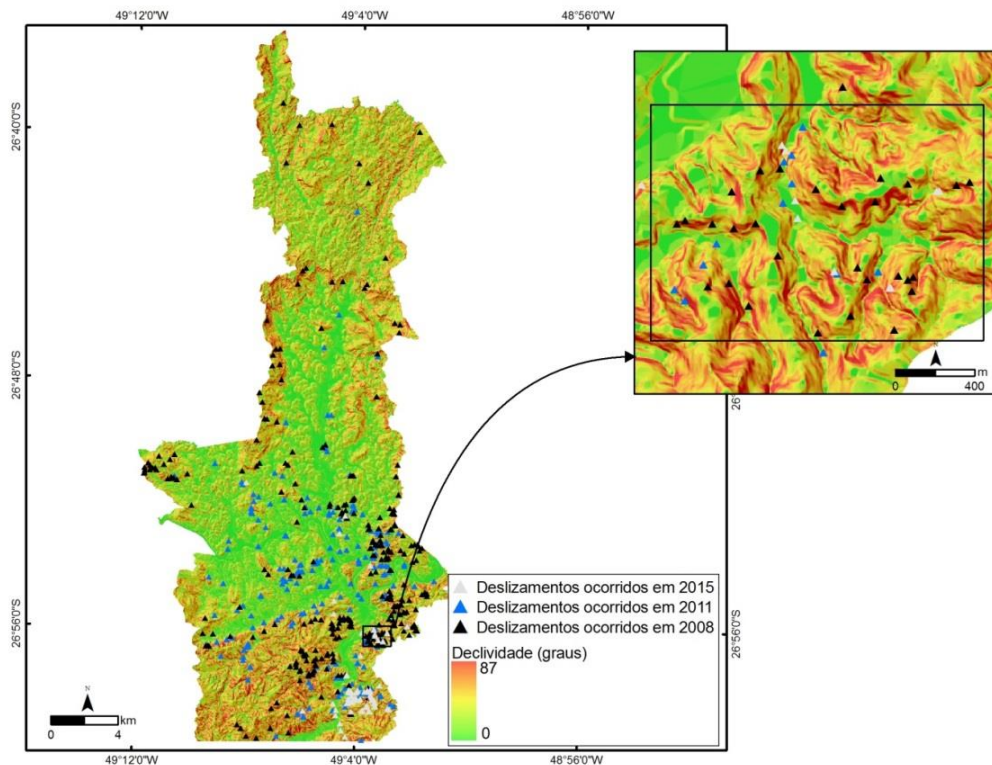 49°12'0"W 49°4'0"W 48°56'0"W
26°40'0"S
N
0 400 m
26°48'0"S
Deslizamentos ocorridos em 2015
Deslizamentos ocorridos em 2011
Deslizamentos ocorridos em 2008
26°56'0"S 26°56'0"S
Declividade (graus)
87
0
N
0 4 km
49°12'0"W 49°4'0"W 48°56'0"W